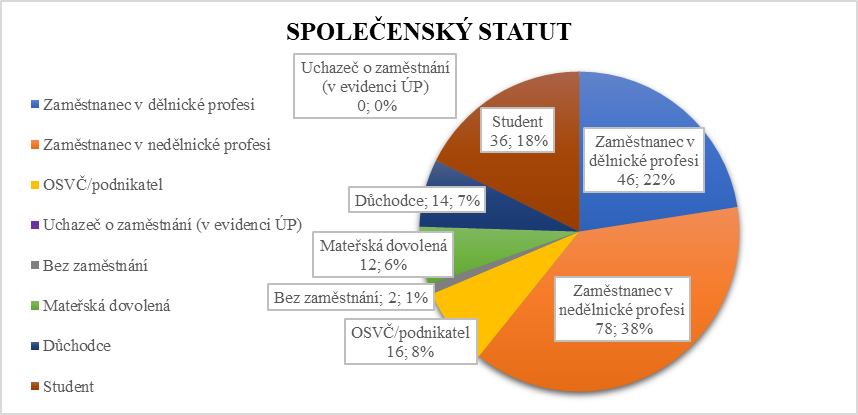 SPOLEČENSKÝ STATUT
Zaměstnanec v dělnické profesi
Zaměstnanec v nedělnické profesi
OSVČ/podnikatel
Uchazeč o zaměstnání (v evidenci ÚP)
Bez zaměstnání
Mateřská dovolená
Důchodce
Student
Uchazeč o zaměstnání
(v evidenci ÚP)
0; 0%
Student
36; 18%
Zaměstnanec v
dělnické profesi
46; 22%
Důchodce; 14; 7%
Mateřská dovolená
12; 6%
Bez zaměstnání; 2; 1%
OSVČ/podnikatel
16; 8%
Zaměstnanec v
nedělnické profesi
78; 38%